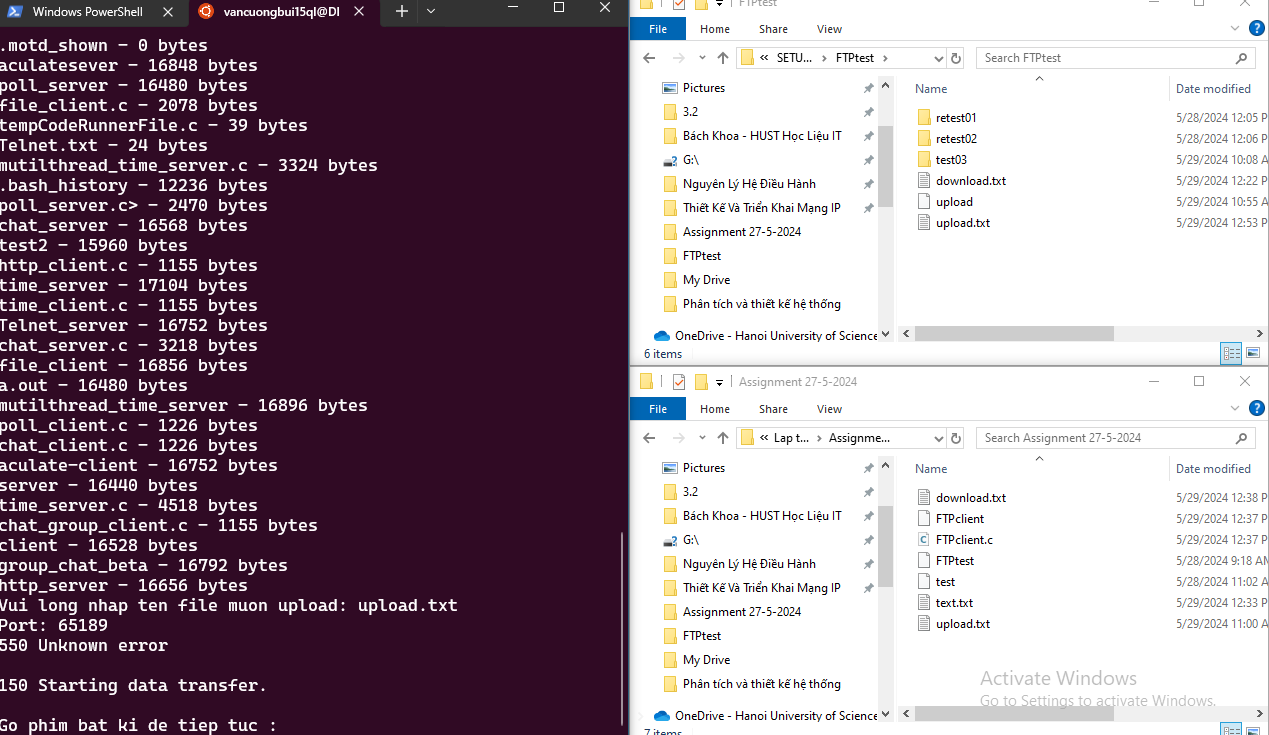 Windows PowerShell
vancuongbui15ql@DI
.motd_shown - 0 bytes
aculatesever - 16848 bytes
poll_server - 16480 bytes
file_client.c - 2078 bytes
tempCodeRunnerFile.c - 39 bytes
Telnet.txt - 24 bytes
mutilthread_time_server.c - 3324 bytes
.bash_history - 12236 bytes
poll_server.c> - 2470 bytes
chat_server - 16568 bytes
test2 - 15960 bytes
http_client.c - 1155 bytes
time_server - 17104 bytes
time_client.c - 1155 bytes
Telnet_server - 16752 bytes
chat_server.c - 3218 bytes
file_client - 16856 bytes
a.out - 16480 bytes
mutilthread_time_server - 16896 bytes
poll_client.c - 1226 bytes
chat_client.c - 1226 bytes
aculate-client - 16752 bytes
server - 16440 bytes
time_server.c - 4518 bytes
chat_group_client.c - 1155 bytes
client - 16528 bytes
group_chat_beta - 16792 bytes
http_server - 16656 bytes
Vui long nhap ten file muon upload: upload.txt
Port: 65189
550 Unknown error
150 Starting data transfer.
Go phim bat ki de tiep tuc :
FTPtest
File Home Share View
« SETU... > FTPtest >
Search FTPtest
Pictures
3.2
Bách Khoa - HUST Học Liệu IT
G:\
Nguyên Lý Hệ Điều Hành
Thiết Kế Và Triển Khai Mạng IP
Assignment 27-5-2024
FTPtest
My Drive
Phân tích và thiết kế hệ thống
OneDrive - Hanoi University of Science
Name Date modified
retest01 5/28/2024 12:05 P
retest02 5/28/2024 12:06 P
test03 5/29/2024 10:08 A
download.txt 5/29/2024 12:22 P
upload 5/29/2024 10:55 A
upload.txt 5/29/2024 12:53 P
6 items
Assignment 27-5-2024
File Home Share View
« Lap t... > Assignme...
Search Assignment 27-5-2024
Pictures
3.2
Bách Khoa - HUST Học Liệu IT
G:\
Nguyên Lý Hệ Điều Hành
Thiết Kế Và Triển Khai Mạng IP
Assignment 27-5-2024
FTPtest
My Drive
Phân tích và thiết kế hệ thống
OneDrive - Hanoi University of Science
Name Date modified
download.txt 5/29/2024 12:38 P
FTPclient 5/29/2024 12:37 P
FTPclient.c 5/29/2024 12:37 P
FTPtest 5/28/2024 9:18 AN
test 5/28/2024 11:02 A
text.txt 5/29/2024 12:33 P
upload.txt 5/29/2024 11:00 A
7 items
Activate Windows
Go to Settings to activate Windows.